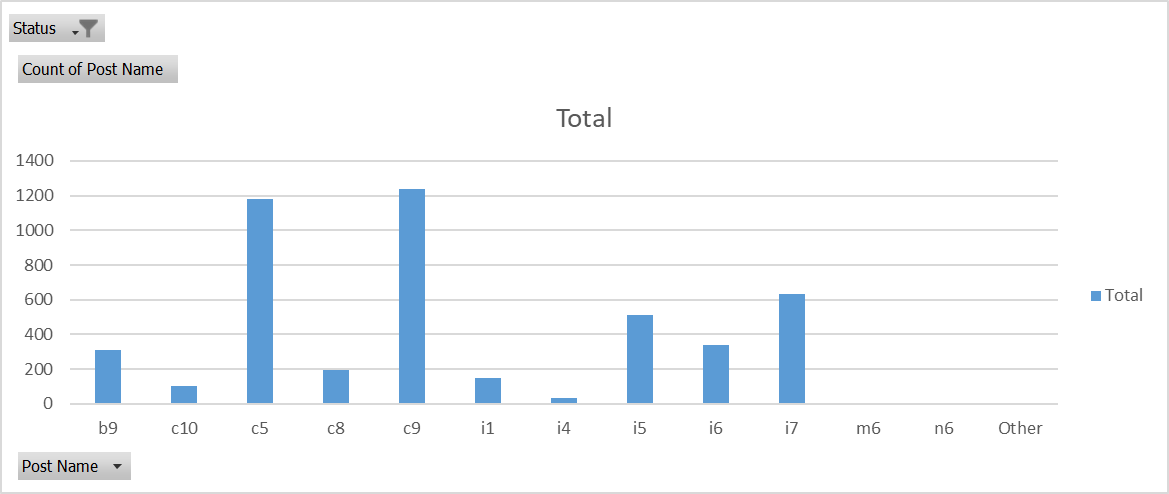 Status
Count of Post Name
Total
1400
1200
1000
800
600
400
200
0
b9 c10 c5 c8 c9 i1 i4 i5 i6 i7 m6 n6 Other
Total
Post Name